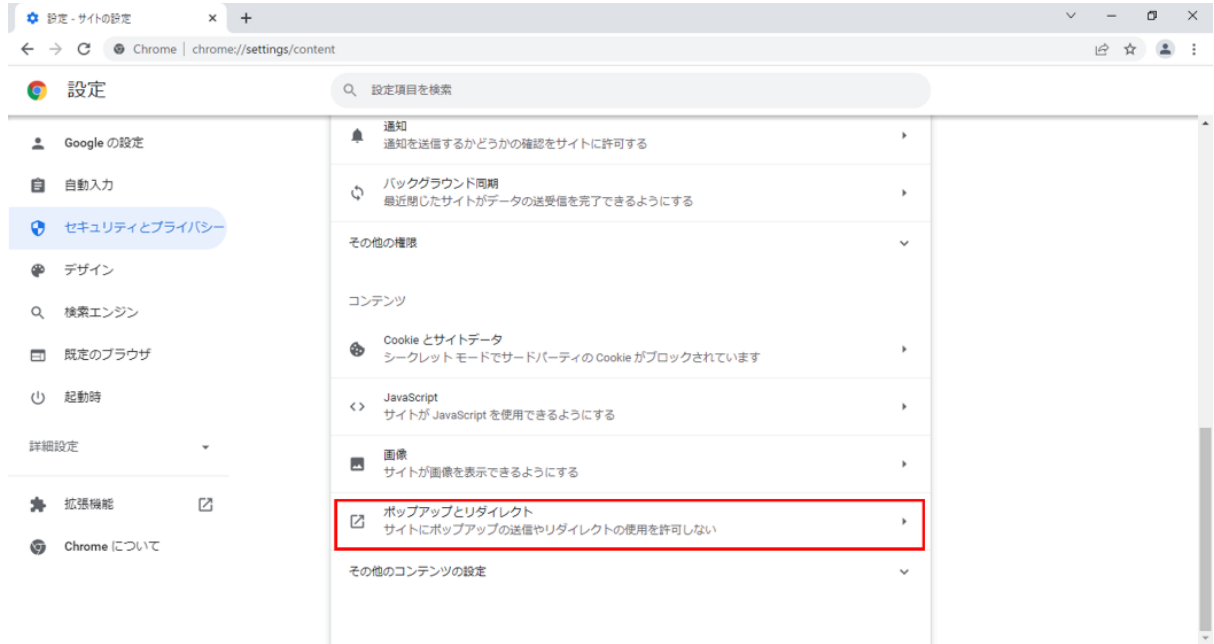 設定 - サイトの設定
Chrome | chrome://settings/content
設定
設定項目を検索
Google の設定
自動入力
セキュリティとプライバシー
デザイン
検索エンジン
既定のブラウザ
起動時
詳細設定
拡張機能
Chrome について
通知
通知を送信するかどうかの確認をサイトに許可する
バックグラウンド同期
最近閉じたサイトがデータの送受信を完了できるようにする
その他の権限
コンテンツ
Cookie とサイトデータ
シークレット モードでサードパーティの Cookie がブロックされています
JavaScript
サイトが JavaScript を使用できるようにする
画像
サイトが画像を表示できるようにする
ポップアップとリダイレクト
サイトにポップアップの送信やリダイレクトの使用を許可しない
その他のコンテンツの設定